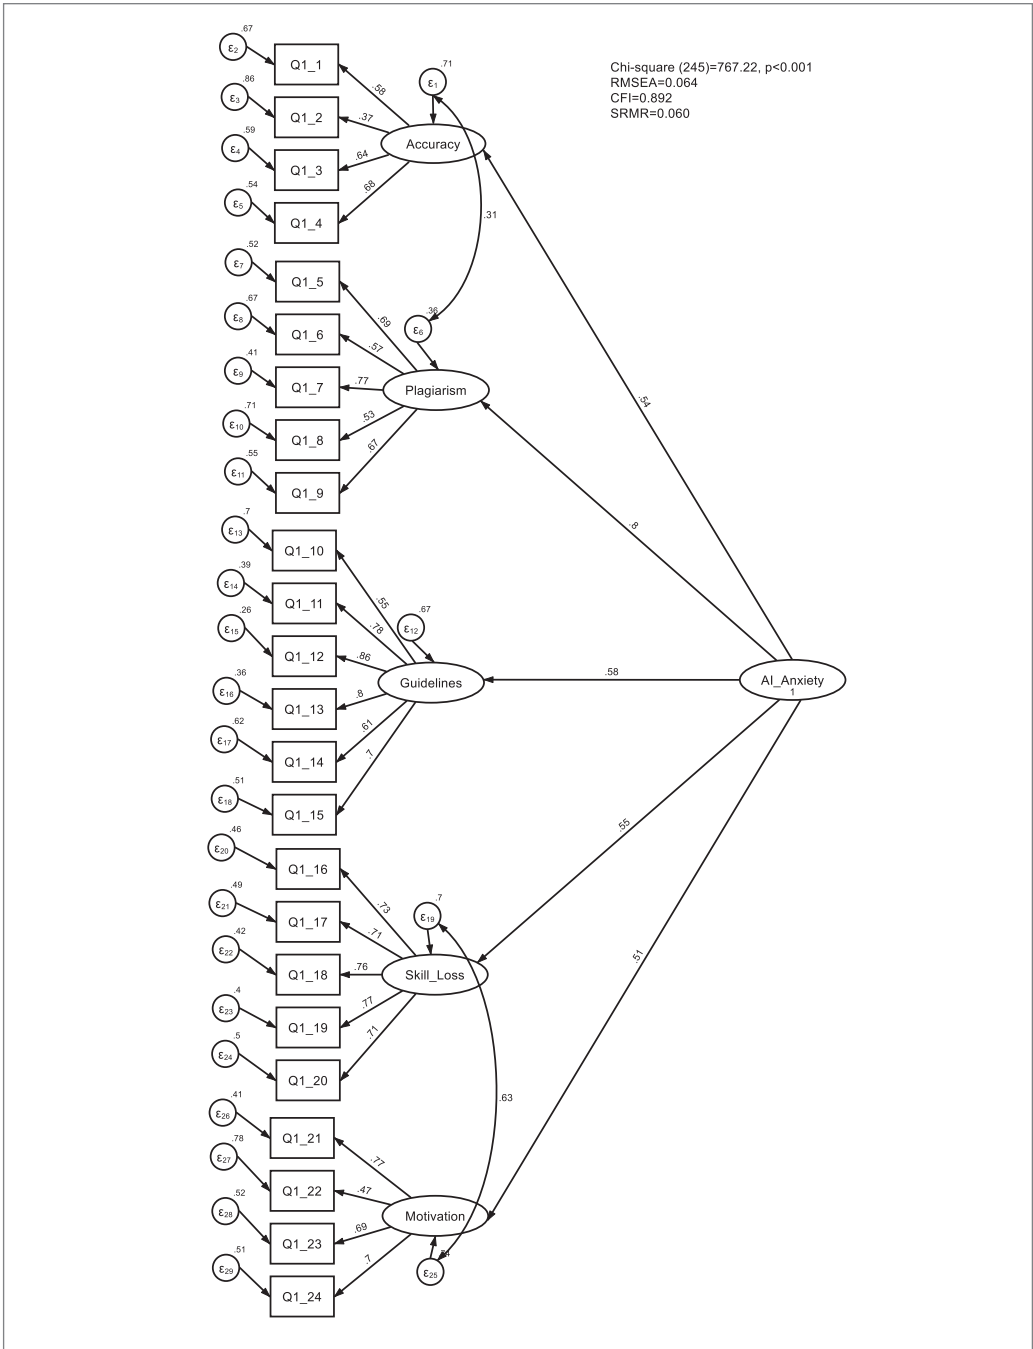 Chi-square (245)=767.22, p<0.001
RMSEA=0.064
CFI=0.892
SRMR=0.060
.67
ε2
Q1_1
.58
.86
ε3
Q1_2
.37
.59
ε4
Q1_3
.64
.54
ε5
Q1_4
.68
.71
ε1
Accuracy
.31
.54
.52
ε7
Q1_5
.69
.67
ε8
Q1_6
.57
.41
ε9
Q1_7
.77
.71
ε10
Q1_8
.53
.55
ε11
Q1_9
.67
.36
ε6
Plagiarism
.8
.7
ε13
Q1_10
.55
.39
ε14
Q1_11
.78
.26
ε15
Q1_12
.86
.36
ε16
Q1_13
.8
.62
ε17
Q1_14
.61
.51
ε18
Q1_15
.7
.67
ε12
Guidelines
.58
AI_Anxiety
1
.46
ε20
Q1_16
.73
.49
ε21
Q1_17
.71
.42
ε22
Q1_18
.76
.4
ε23
Q1_19
.77
.5
ε24
Q1_20
.71
.7
ε19
Skill_Loss
.55
.63
.51
.41
ε26
Q1_21
.77
.78
ε27
Q1_22
.47
.52
ε28
Q1_23
.69
.51
ε29
Q1_24
.7
Motivation
ε25